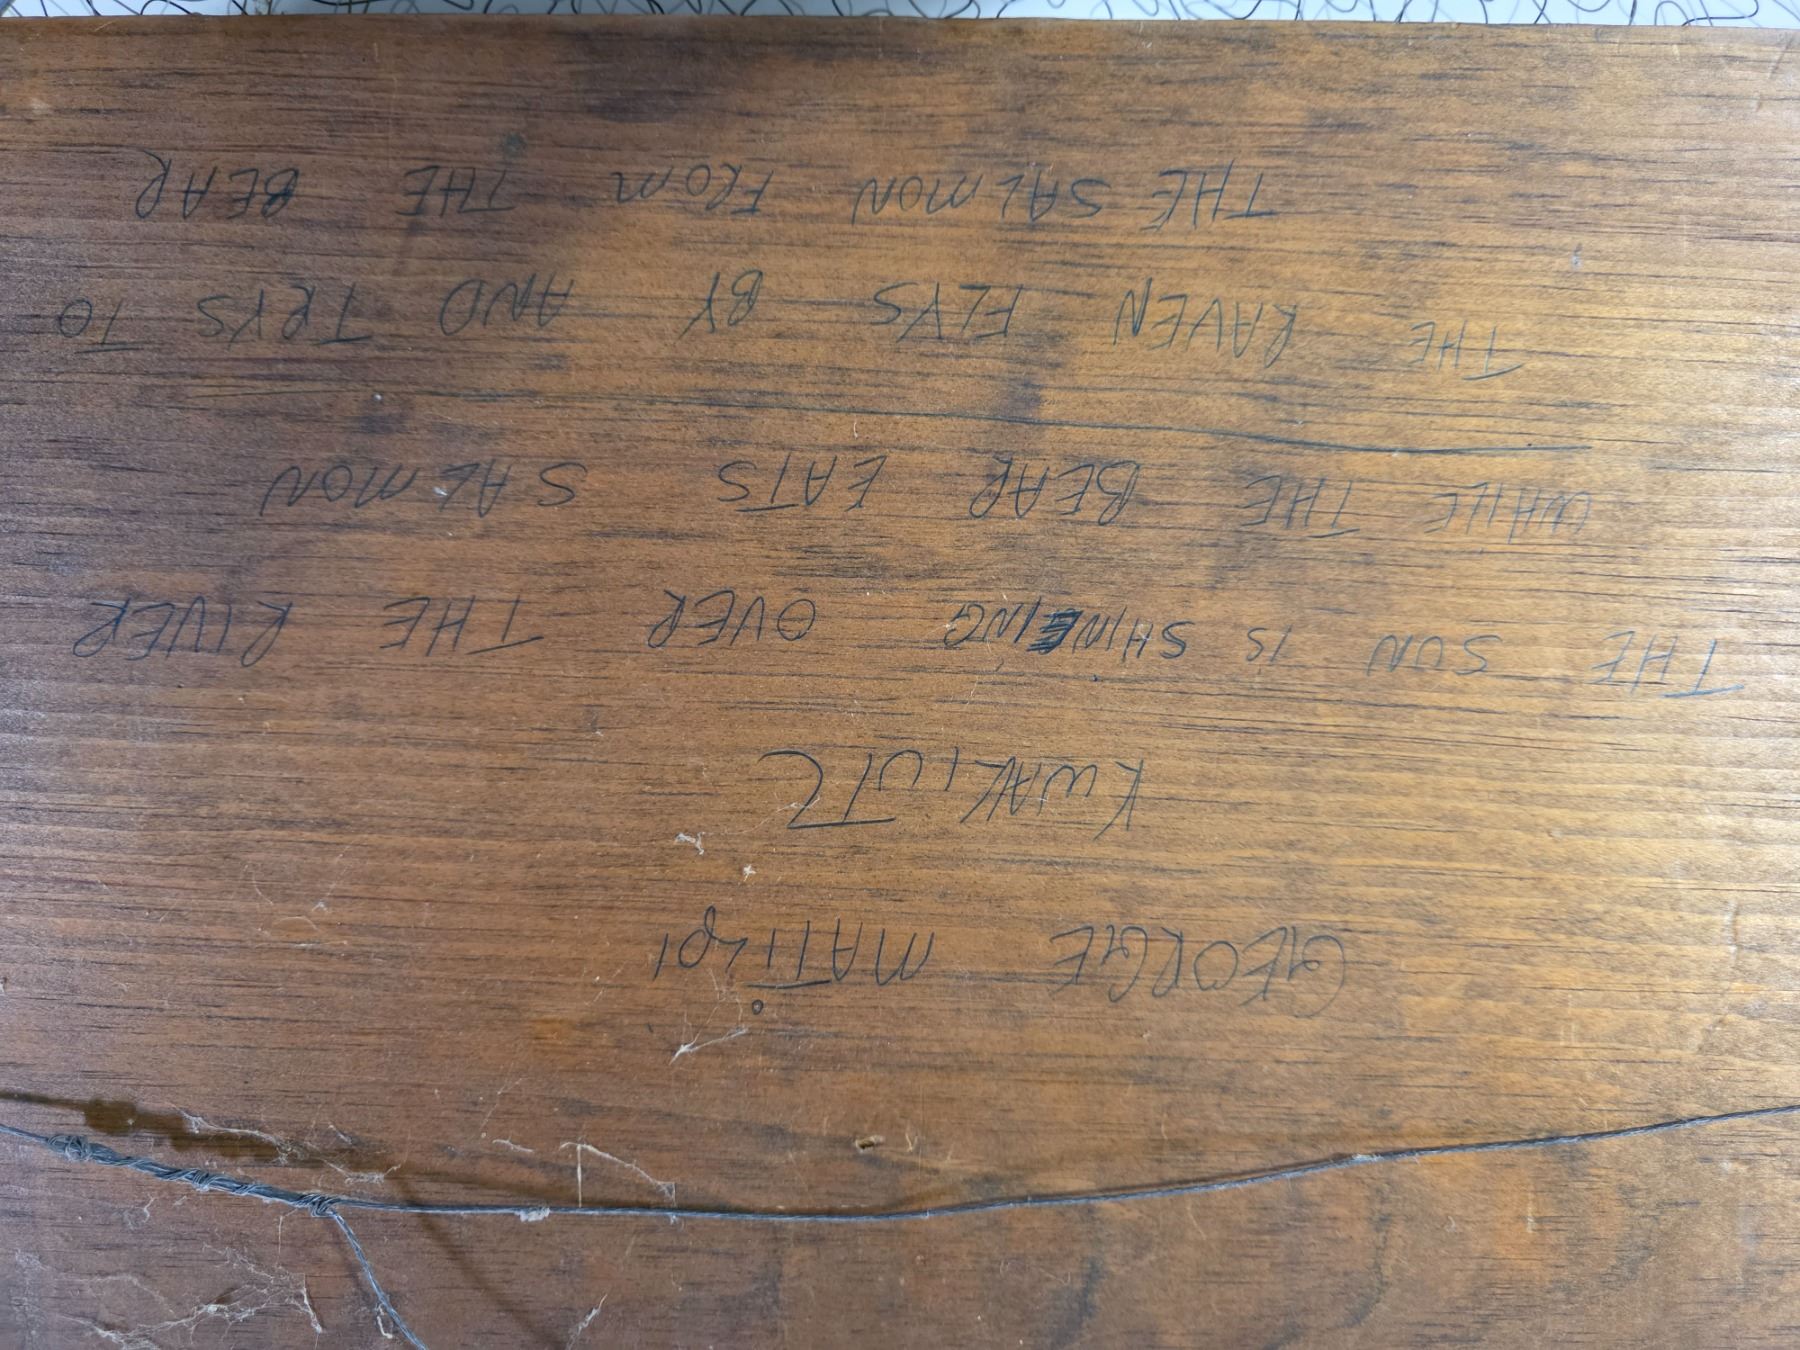 GEORGE MATiLPi
KWAKIUTL
THE SUN IS SHINING OVER THE RIVER
WHILE THE BEAR EATS SALMON
THE RAVEN FLYS BY AND TRYS TO
THE SALMON FROM THE BEAR